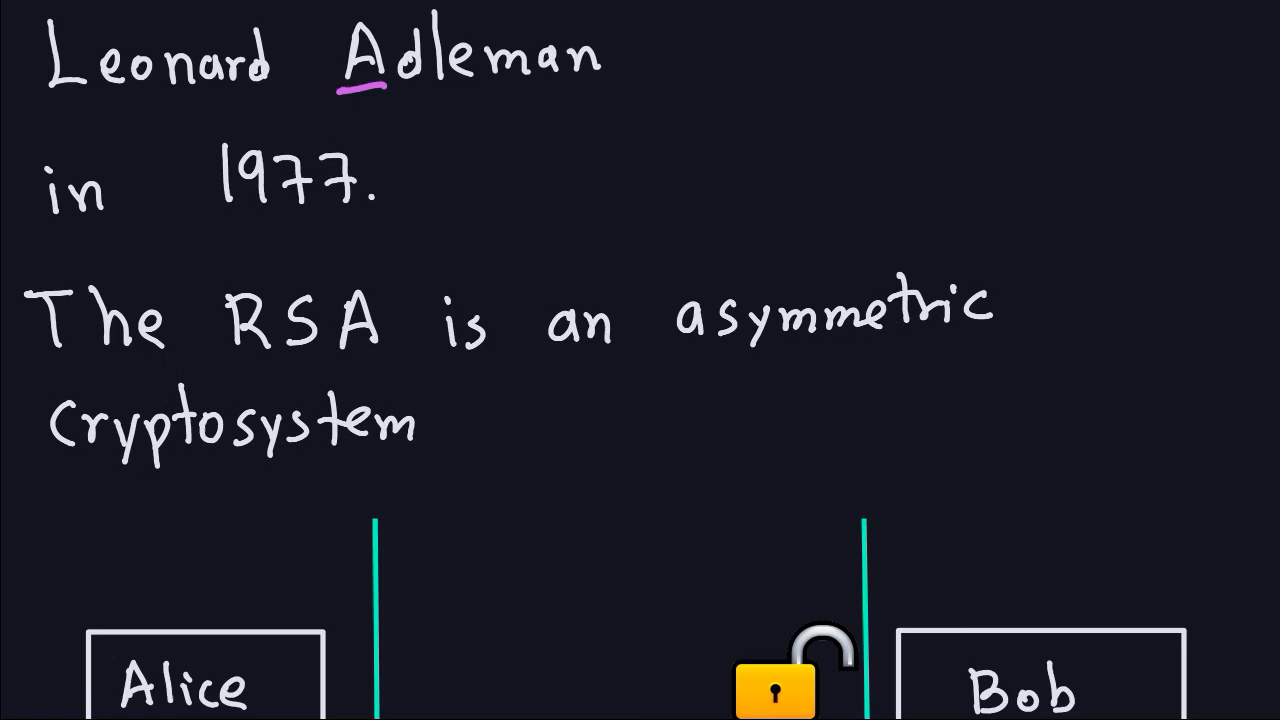 Leonard Adleman
in 1977.
The RSA is an asymmetric
cryptosystem
Alice
Bob